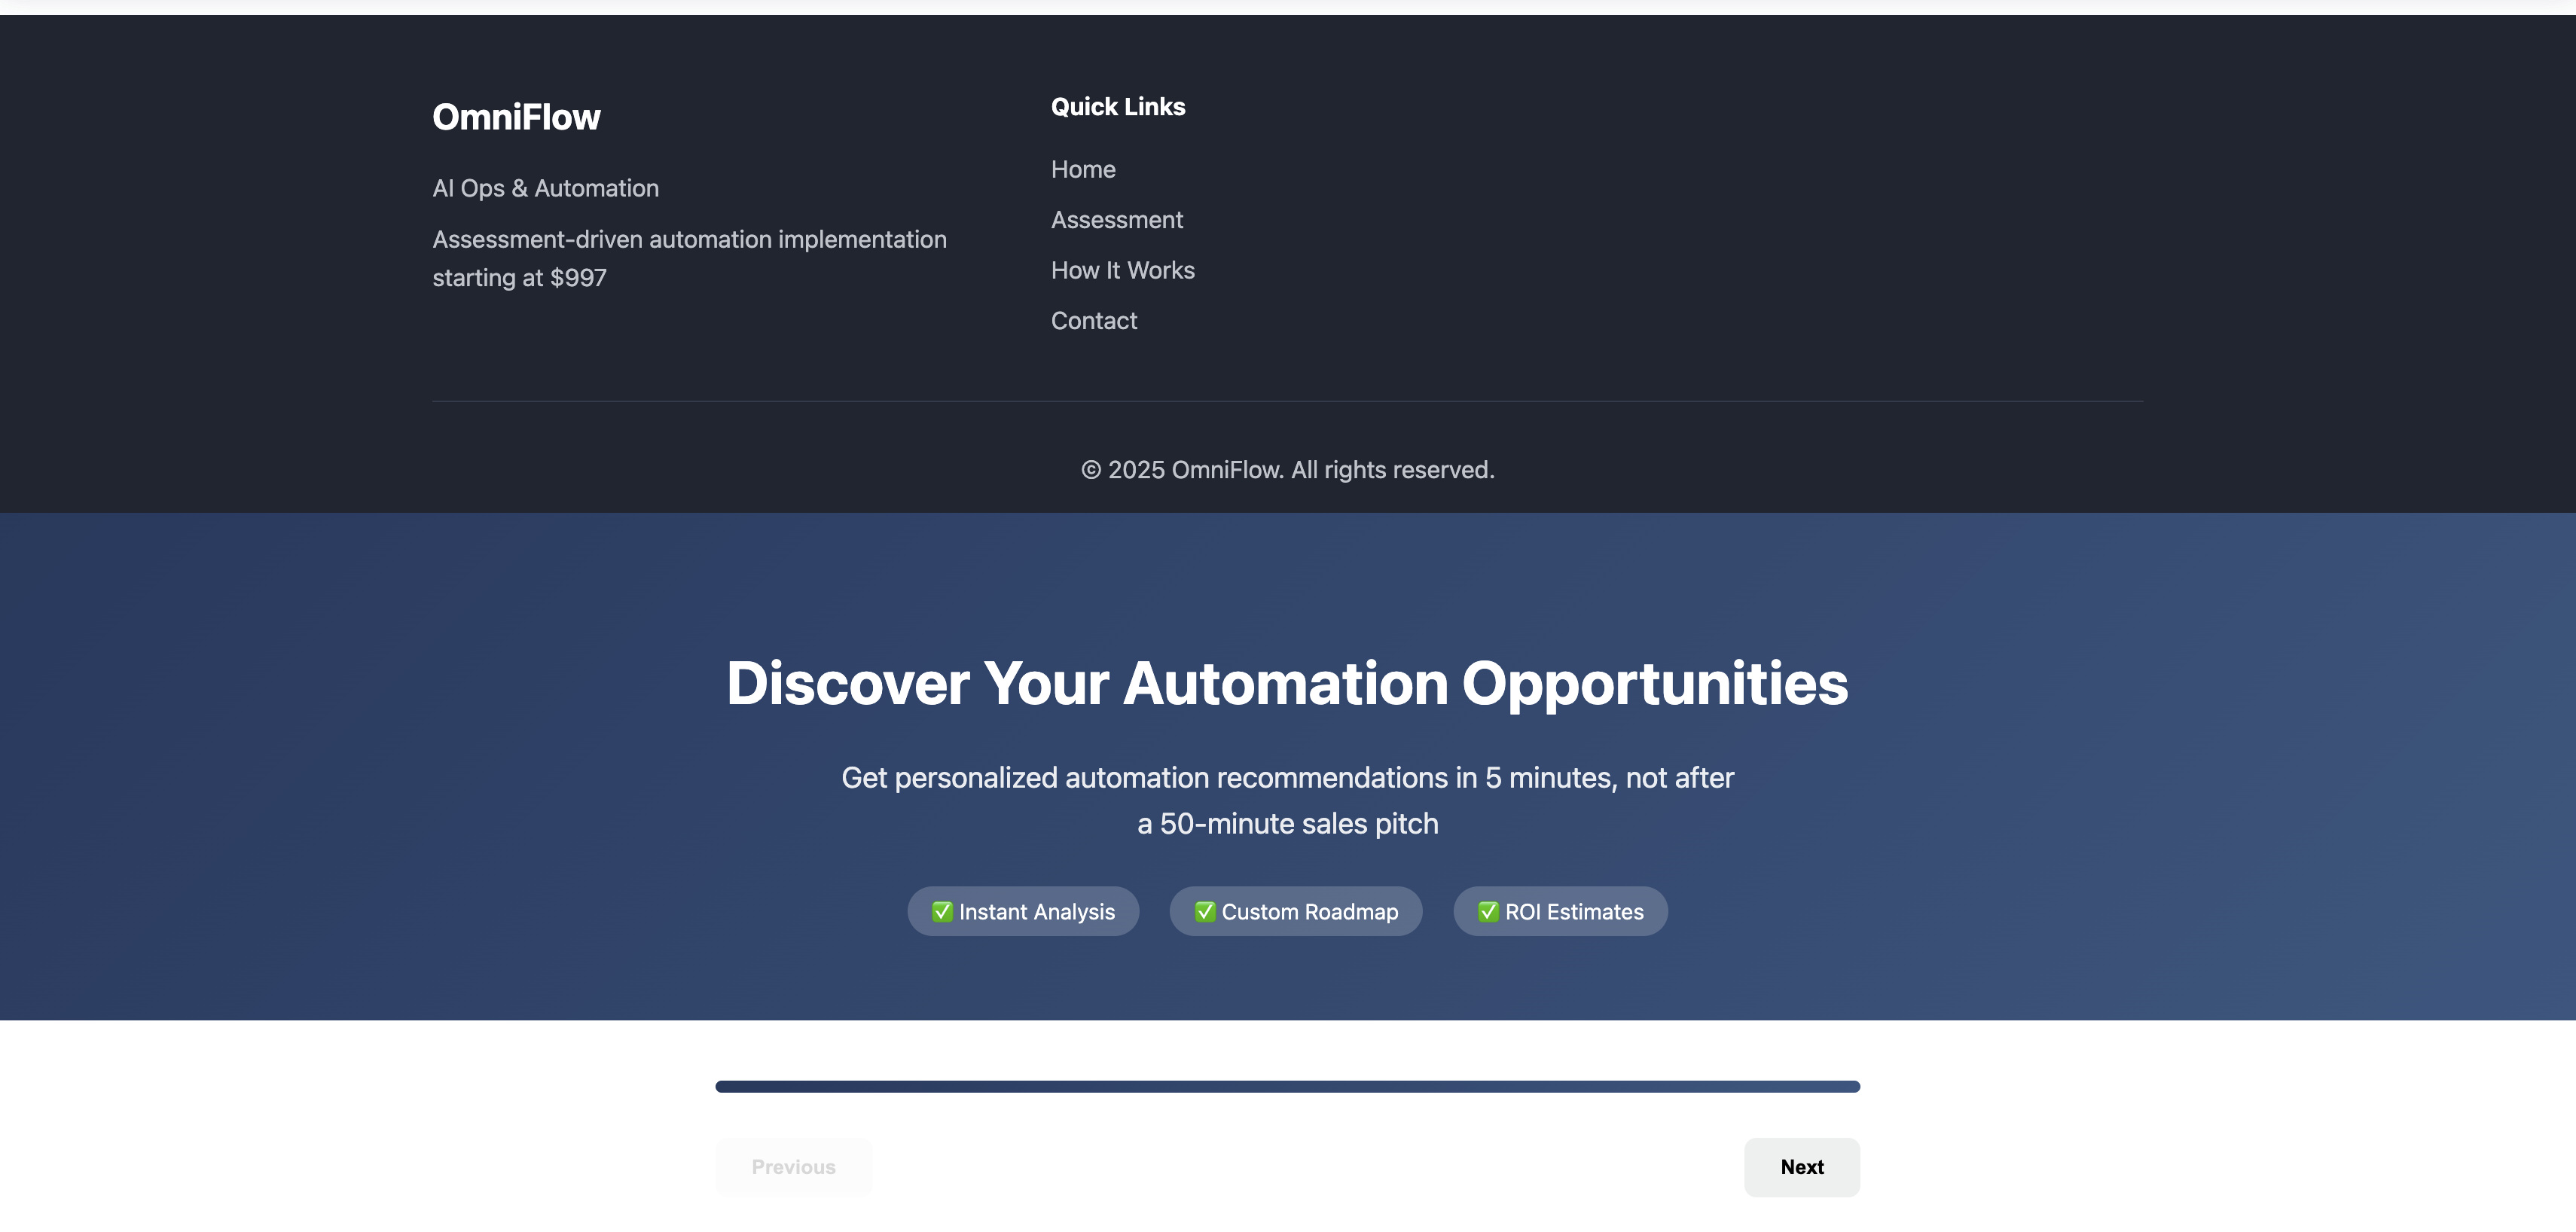 OmniFlow
AI Ops & Automation
Assessment-driven automation implementation
starting at $997
Quick Links
Home
Assessment
How It Works
Contact
© 2025 OmniFlow. All rights reserved.
Discover Your Automation Opportunities
Get personalized automation recommendations in 5 minutes, not after
a 50-minute sales pitch
✅ Instant Analysis
✅ Custom Roadmap
✅ ROI Estimates
Previous
Next